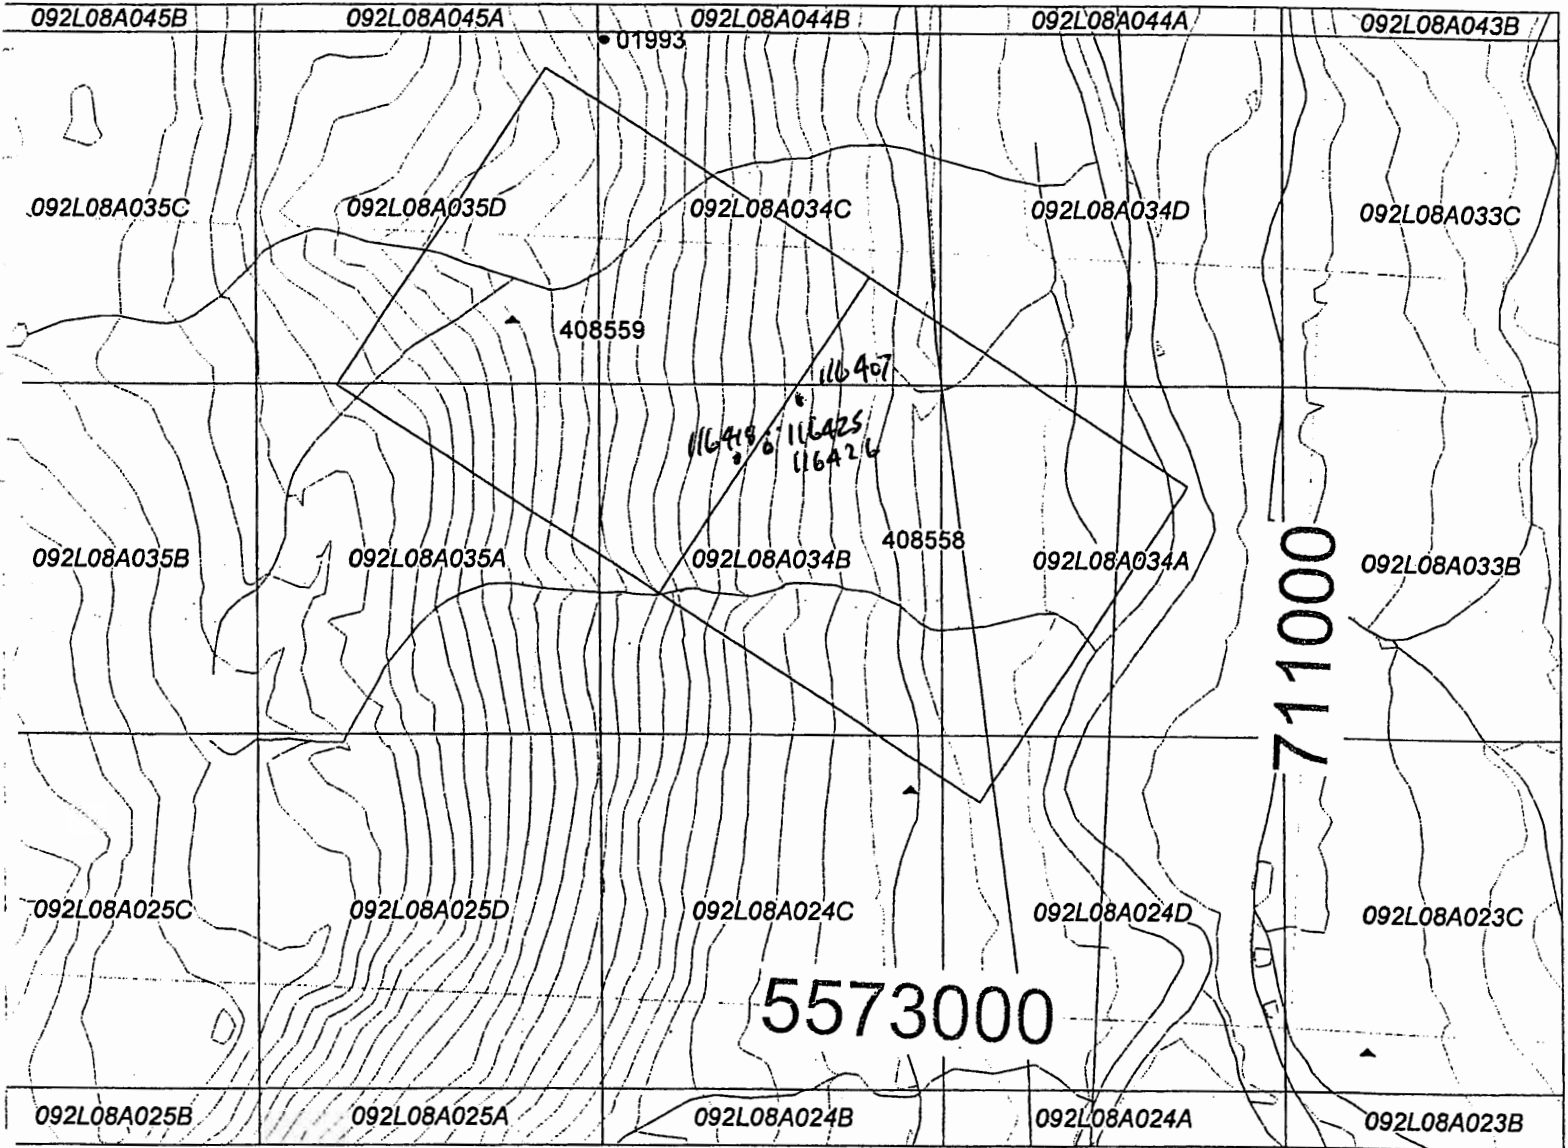 092L08A045B 092L08A045A 092L08A044B 092L08A044A 092L08A043B
01993
092L08A035C 092L08A035D 092L08A034C 092L08A034D 092L08A033C
408559
116407
116418 116425
116426
408558
092L08A035B 092L08A035A 092L08A034B 092L08A034A 092L08A033B
711000
092L08A025C 092L08A025D 092L08A024C 092L08A024D 092L08A023C
5573000
092L08A025B 092L08A025A 092L08A024B 092L08A024A 092L08A023B